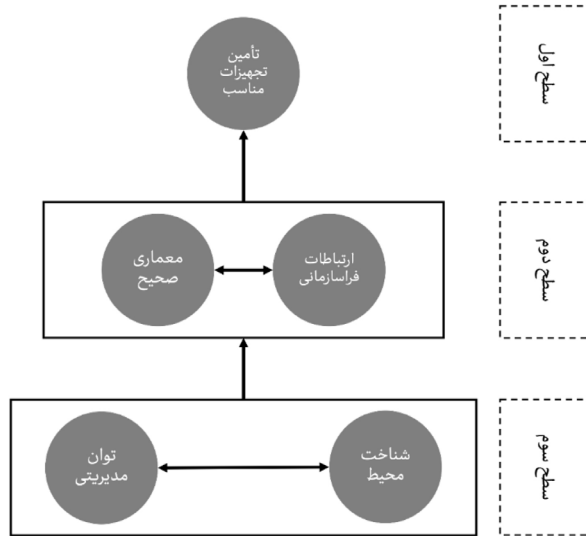 تأمین
تجهیزات
مناسب
سطح اول
ارتباطات
فراسازمانی
معماری
صحیح
سطح دوم
شناخت
محیط
توان
مدیریتی
سطح سوم